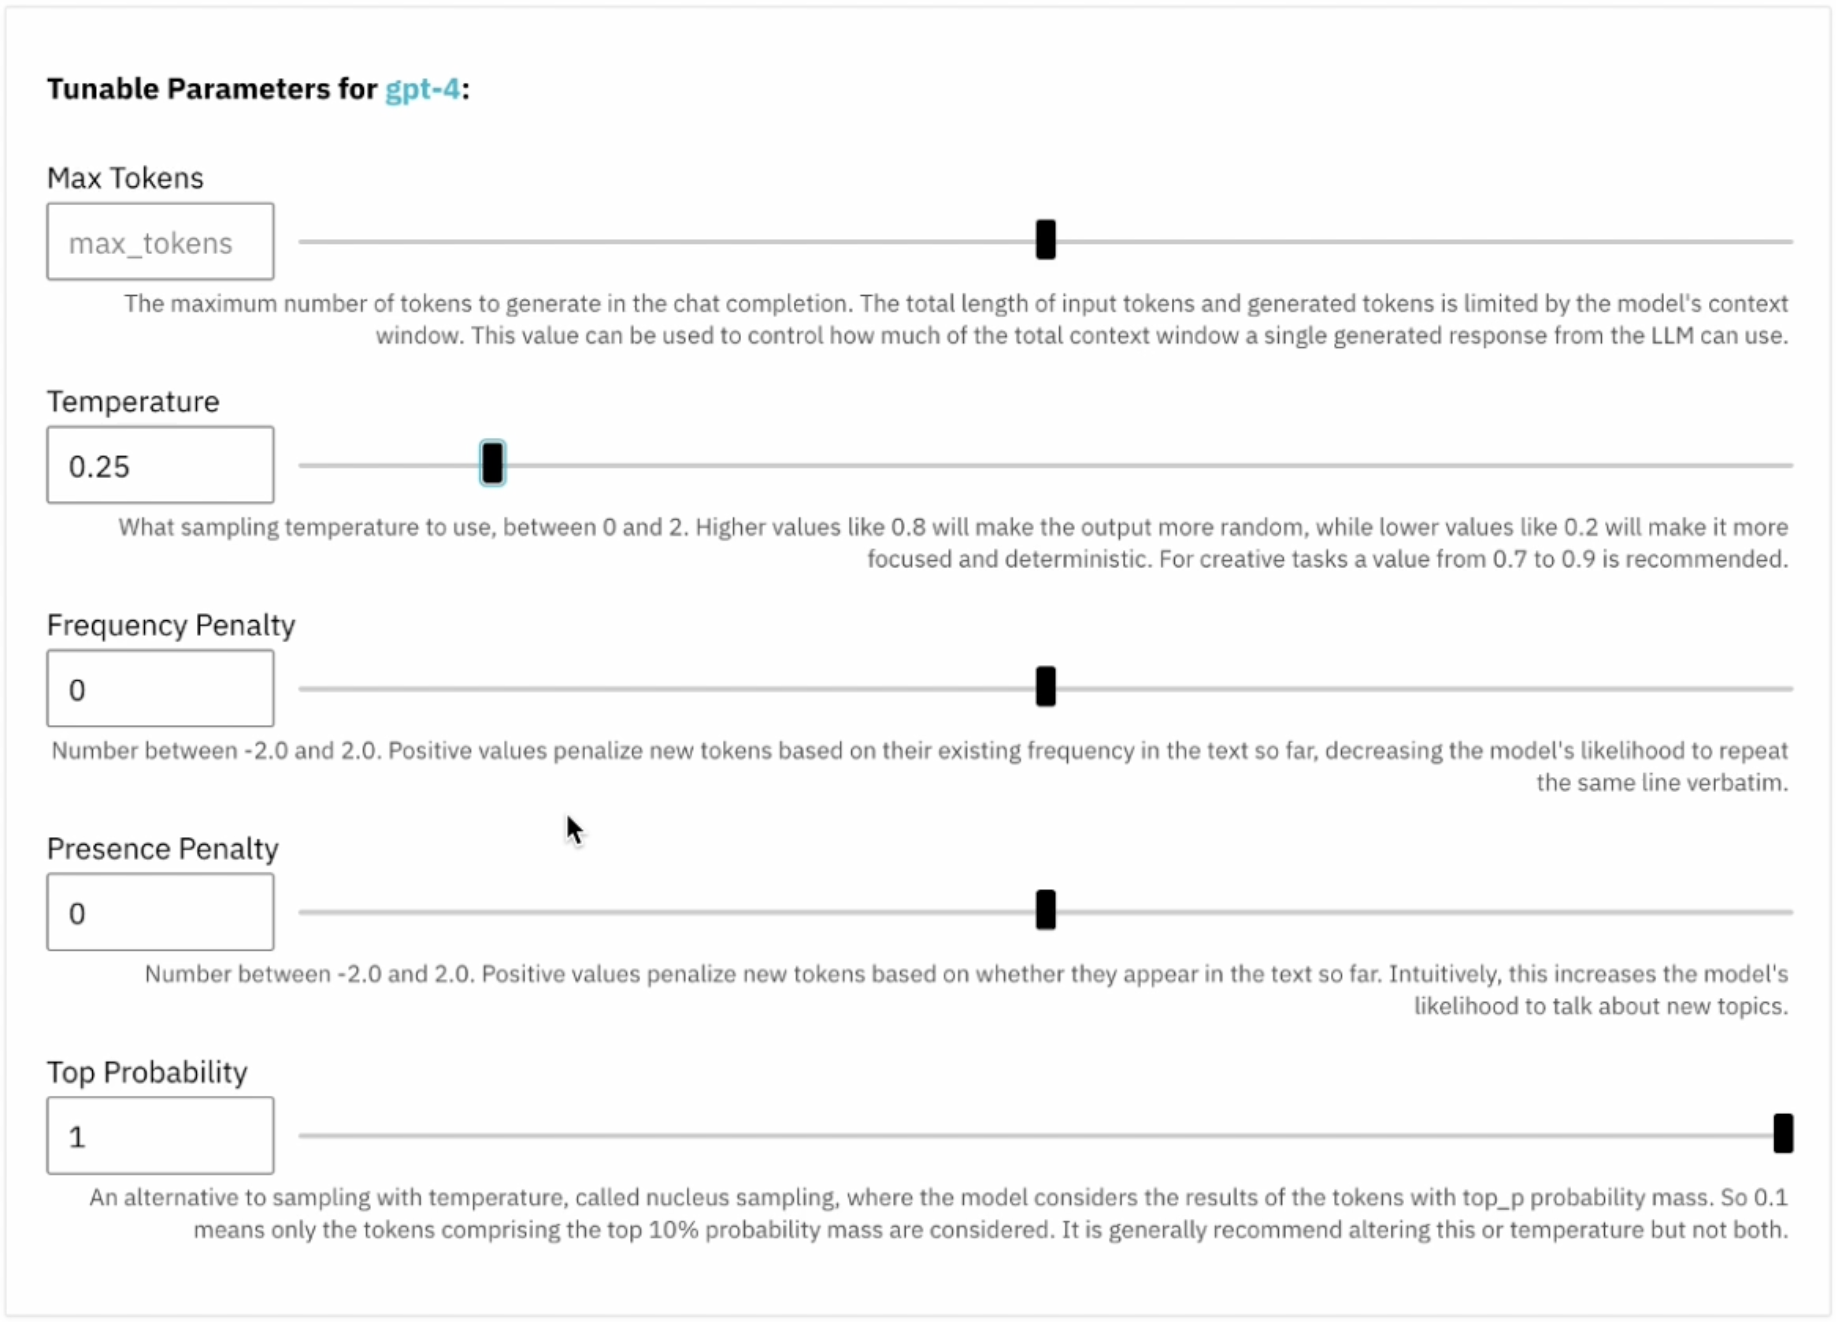 Tunable Parameters for gpt-4:
Max Tokens
max_tokens
The maximum number of tokens to generate in the chat completion. The total length of input tokens and generated tokens is limited by the model's context
window. This value can be used to control how much of the total context window a single generated response from the LLM can use.
Temperature
0.25
What sampling temperature to use, between 0 and 2. Higher values like 0.8 will make the output more random, while lower values like 0.2 will make it more
focused and deterministic. For creative tasks a value from 0.7 to 0.9 is recommended.
Frequency Penalty
0
Number between -2.0 and 2.0. Positive values penalize new tokens based on their existing frequency in the text so far, decreasing the model's likelihood to repeat
the same line verbatim.
Presence Penalty
0
Number between -2.0 and 2.0. Positive values penalize new tokens based on whether they appear in the text so far. Intuitively, this increases the model's
likelihood to talk about new topics.
Top Probability
1
An alternative to sampling with temperature, called nucleus sampling, where the model considers the results of the tokens with top_p probability mass. So 0.1
means only the tokens comprising the top 10% probability mass are considered. It is generally recommend altering this or temperature but not both.